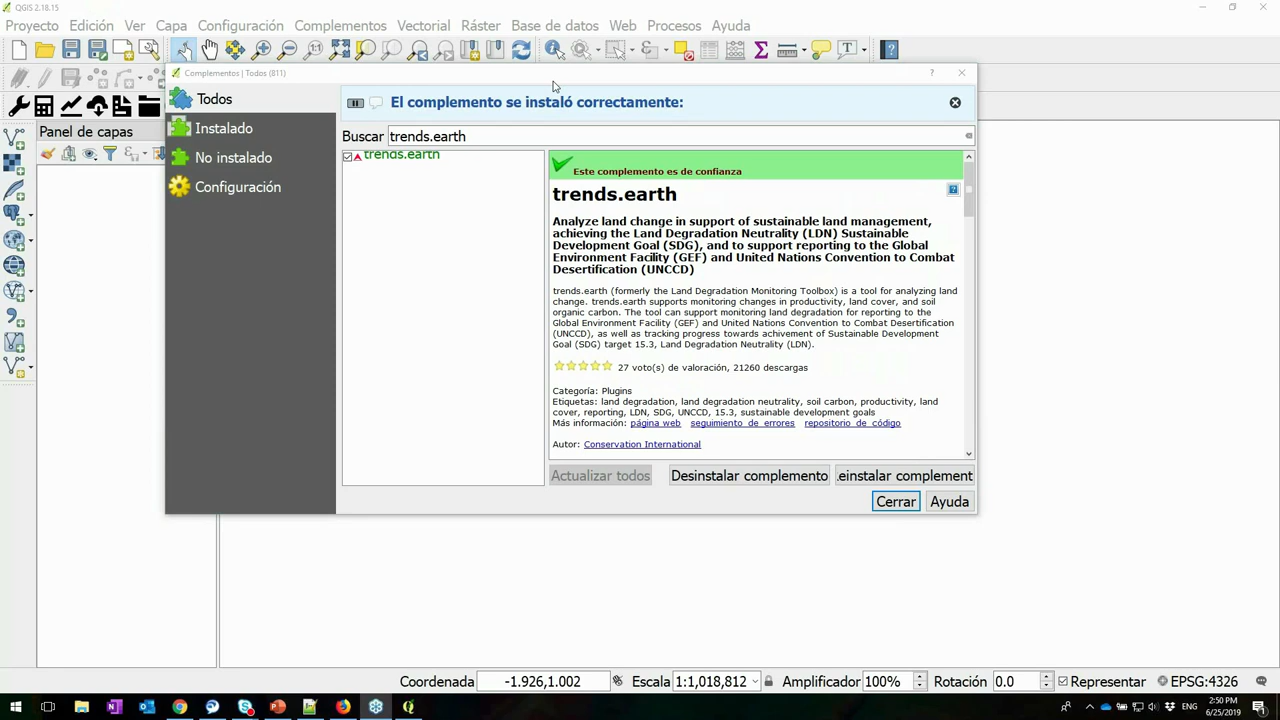 QGIS 2.18.15
Proyecto Edición Ver Capa Configuración Complementos Vectorial Ráster Base de datos Web Procesos Ayuda
Complementos | Todos (811)
Todos
Instalado
No instalado
Configuración
Panel de capas
El complemento se instaló correctamente:
Buscar trends.earth
trends.earth
Este complemento es de confianza
trends.earth
Analyze land change in support of sustainable land management,
achieving the Land Degradation Neutrality (LDN) Sustainable
Development Goal (SDG), and to support reporting to the Global
Environment Facility (GEF) and United Nations Convention to Combat
Desertification (UNCCD)
trends.earth (formerly the Land Degradation Monitoring Toolbox) is a tool for analyzing land
change. trends.earth supports monitoring changes in productivity, land cover, and soil
organic carbon. The tool can support monitoring land degradation for reporting to the
Global Environment Facility (GEF) and United Nations Convention to Combat Desertification
(UNCCD), as well as tracking progress towards achivement of Sustainable Development
Goal (SDG) target 15.3, Land Degradation Neutrality (LDN).
27 voto(s) de valoración, 21260 descargas
Categoría: Plugins
Etiquetas: land degradation, land degradation neutrality, soil carbon, productivity, land
cover, reporting, LDN, SDG, UNCCD, 15.3, sustainable development goals
Más información: página web seguimiento de errores repositorio de código
Autor: Conservation International
Actualizar todos Desinstalar complemento .einstalar complement
Cerrar Ayuda
Coordenada -1.926,1.002 Escala 1:1,018,812 Amplificador 100% Rotación 0.0 Representar EPSG:4326
ENG
2:50 PM
6/25/2019